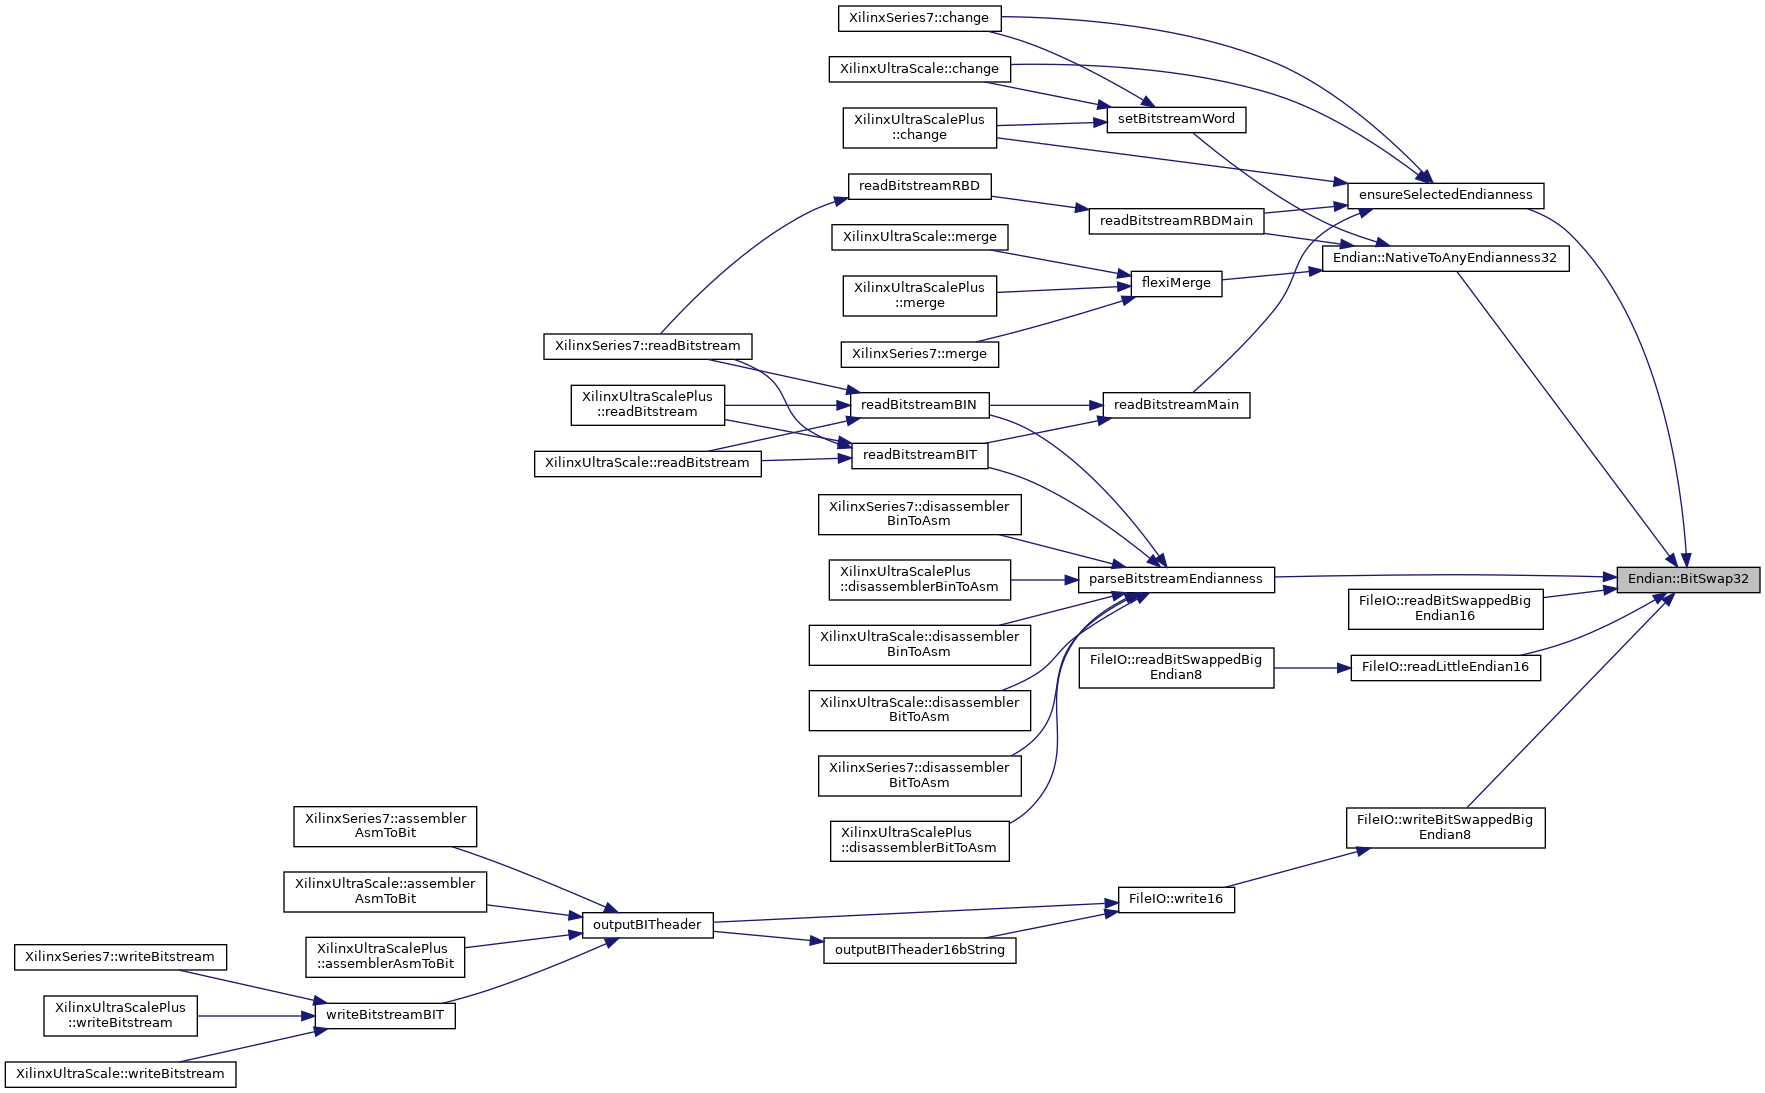 XilinxSeries7::change
XilinxUltraScale::change
XilinxUltraScalePlus
::change
setBitstreamWord
readBitstreamRBD
ensureSelectedEndianness
readBitstreamRBDMain
XilinxUltraScale::merge
Endian::NativeToAnyEndianness32
XilinxUltraScalePlus
::merge
flexiMerge
XilinxSeries7::readBitstream
XilinxSeries7::merge
XilinxUltraScalePlus
::readBitstream
readBitstreamBIN
readBitstreamMain
XilinxUltraScale::readBitstream
readBitstreamBIT
XilinxSeries7::disassembler
BinToAsm
XilinxUltraScalePlus
::disassemblerBinToAsm
parseBitstreamEndianness
Endian::BitSwap32
FileIO::readBitSwappedBig
Endian16
XilinxUltraScale::disassembler
BinToAsm
FileIO::readBitSwappedBig
Endian8
FileIO::readLittleEndian16
XilinxUltraScale::disassembler
BitToAsm
XilinxSeries7::disassembler
BitToAsm
XilinxUltraScalePlus
::disassemblerBitToAsm
FileIO::writeBitSwappedBig
Endian8
XilinxSeries7::assembler
AsmToBit
XilinxUltraScale::assembler
AsmToBit
FileIO::write16
outputBITheader
outputBITheader16bString
XilinxUltraScalePlus
::assemblerAsmToBit
XilinxSeries7::writeBitstream
XilinxUltraScalePlus
::writeBitstream
writeBitstreamBIT
XilinxUltraScale::writeBitstream